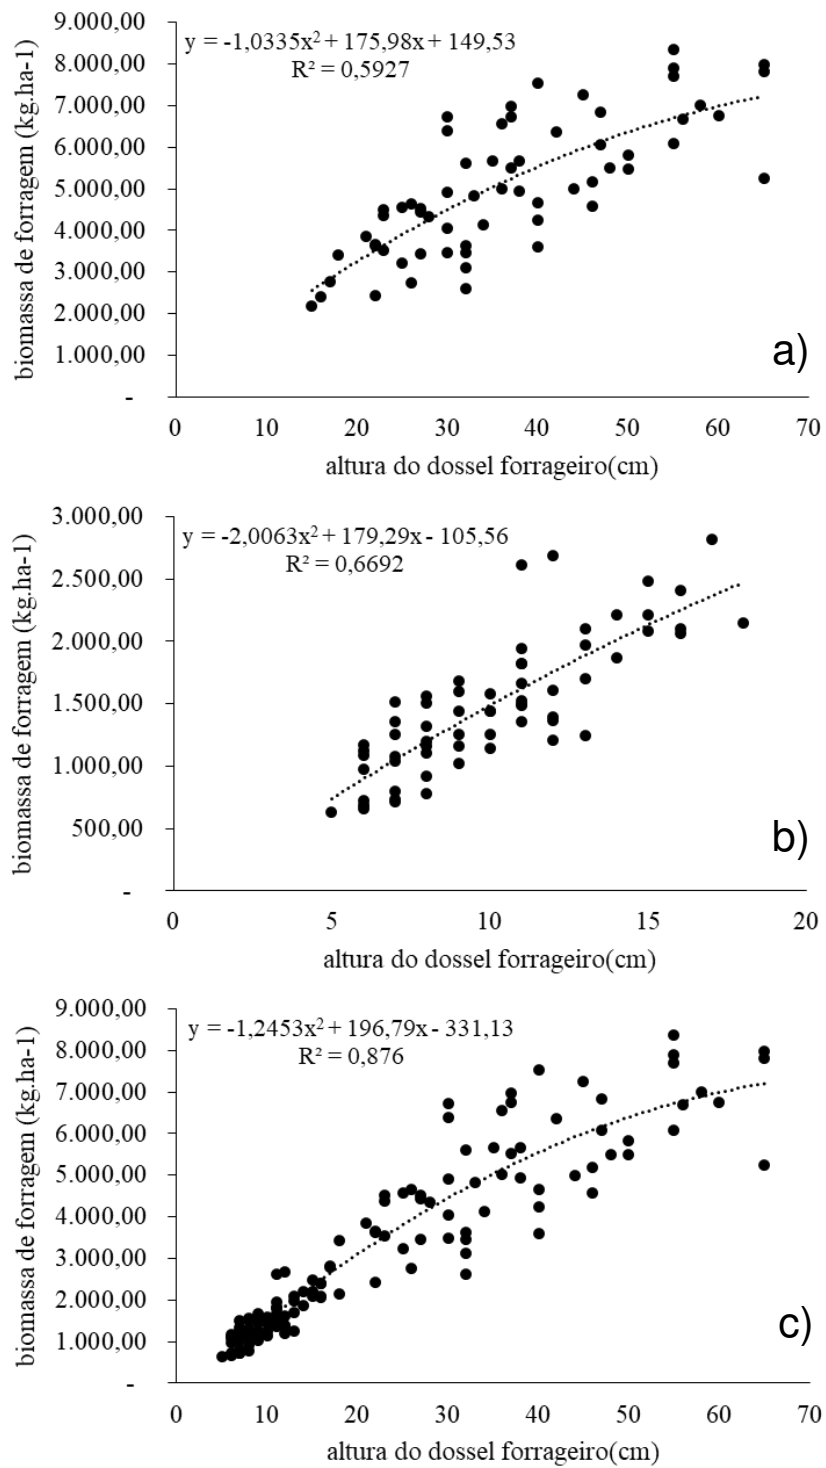 9.000,00
y = -1,0335x² + 175,98x + 149,53
R² = 0,5927
8.000,00
7.000,00
6.000,00
5.000,00
4.000,00
3.000,00
2.000,00
1.000,00
-
biomassa de forragem (kg.ha-1)
a)
0 10 20 30 40 50 60 70
altura do dossel forrageiro(cm)
3.000,00
y = -2,0063x² + 179,29x - 105,56
R² = 0,6692
2.500,00
2.000,00
1.500,00
1.000,00
500,00
-
biomassa de forragem (kg.ha-1)
b)
0 5 10 15 20
altura do dossel forrageiro(cm)
9.000,00
y = -1,2453x² + 196,79x - 331,13
R² = 0,876
8.000,00
7.000,00
6.000,00
5.000,00
4.000,00
3.000,00
2.000,00
1.000,00
-
biomassa de forragem (kg.ha-1)
c)
0 10 20 30 40 50 60 70
altura do dossel forrageiro(cm)